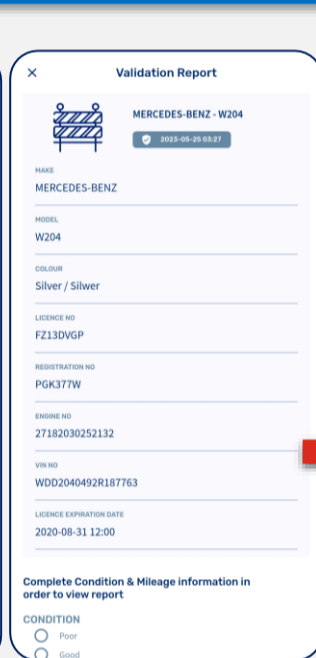 Validation Report
MERCEDES-BENZ - W204
2023-05-25 03:27
MAKE
MERCEDES-BENZ
MODEL
W204
COLOUR
Silver / Silwer
LICENCE NO
FZ13DVGP
REGISTRATION NO
PGK377W
ENGINE NO
27182030252132
VIN NO
WDD2040492R187763
LICENCE EXPIRATION DATE
2020-08-31 12:00
Complete Condition & Mileage information in
order to view report
CONDITION
Poor
Good